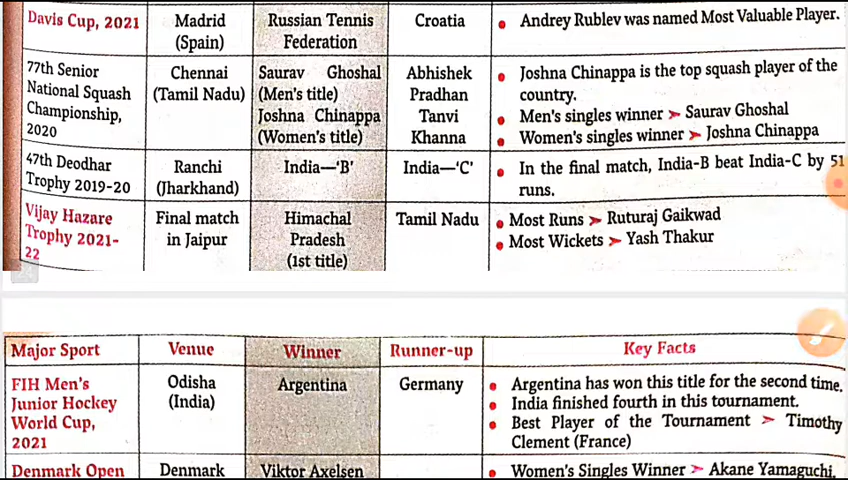 Davis Cup, 2021 Madrid Russian Tennis Croatia Andrey Rublev was named Most Valuable Player.
(Spain) Federation
77th Senior Chennai Saurav Ghoshal Abhishek Joshna Chinappa is the top squash player of the
National Squash (Tamil Nadu) (Men's title) Pradhan country.
Championship, Joshna Chinappa Tanvi Men's singles winner ➤ Saurav Ghoshal
2020 (Women's title) Khanna Women's singles winner ➤ Joshna Chinappa
47th Deodhar Ranchi India—'B' India—'C' In the final match, India-B beat India-C by 51
Trophy 2019-20 (Jharkhand) runs.
Vijay Hazare Final match Himachal Tamil Nadu Most Runs ➤ Ruturaj Gaikwad
Trophy 2021- in Jaipur Pradesh Most Wickets ➤ Yash Thakur
22 (1st title)
Major Sport Venue Winner Runner-up Key Facts
FIH Men's Odisha Argentina Germany Argentina has won this title for the second time.
Junior Hockey (India) India finished fourth in this tournament.
World Cup, Best Player of the Tournament ➤ Timothy
2021 Clement (France)
Denmark Open Denmark Viktor Axelsen Women's Singles Winner ➤ Akane Yamaguchi.